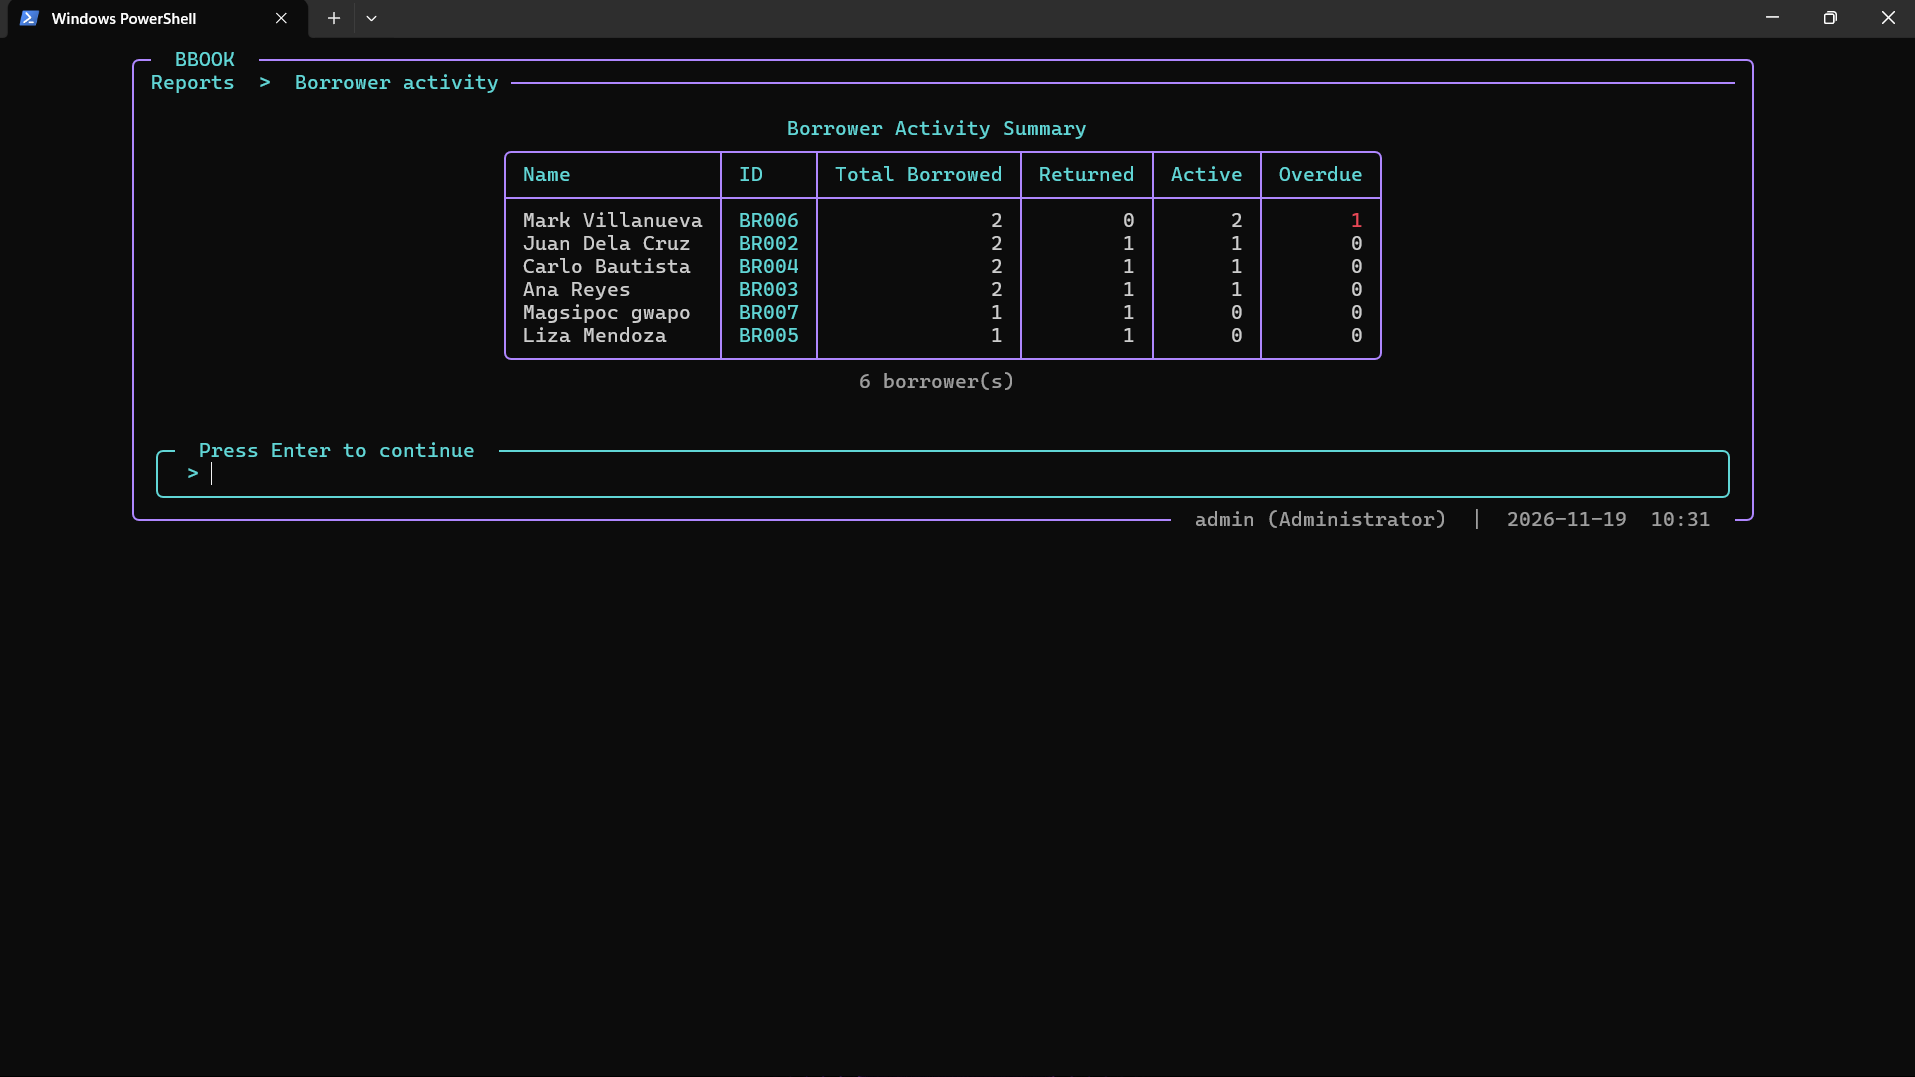 Windows PowerShell
BBOOK
Reports > Borrower activity
Borrower Activity Summary
Name ID Total Borrowed Returned Active Overdue
Mark Villanueva BR006 2 0 2 1
Juan Dela Cruz BR002 2 1 1 0
Carlo Bautista BR004 2 1 1 0
Ana Reyes BR003 2 1 1 0
Magsipoc gwapo BR007 1 1 0 0
Liza Mendoza BR005 1 1 0 0
6 borrower(s)
Press Enter to continue
>
admin (Administrator) | 2026-11-19 10:31